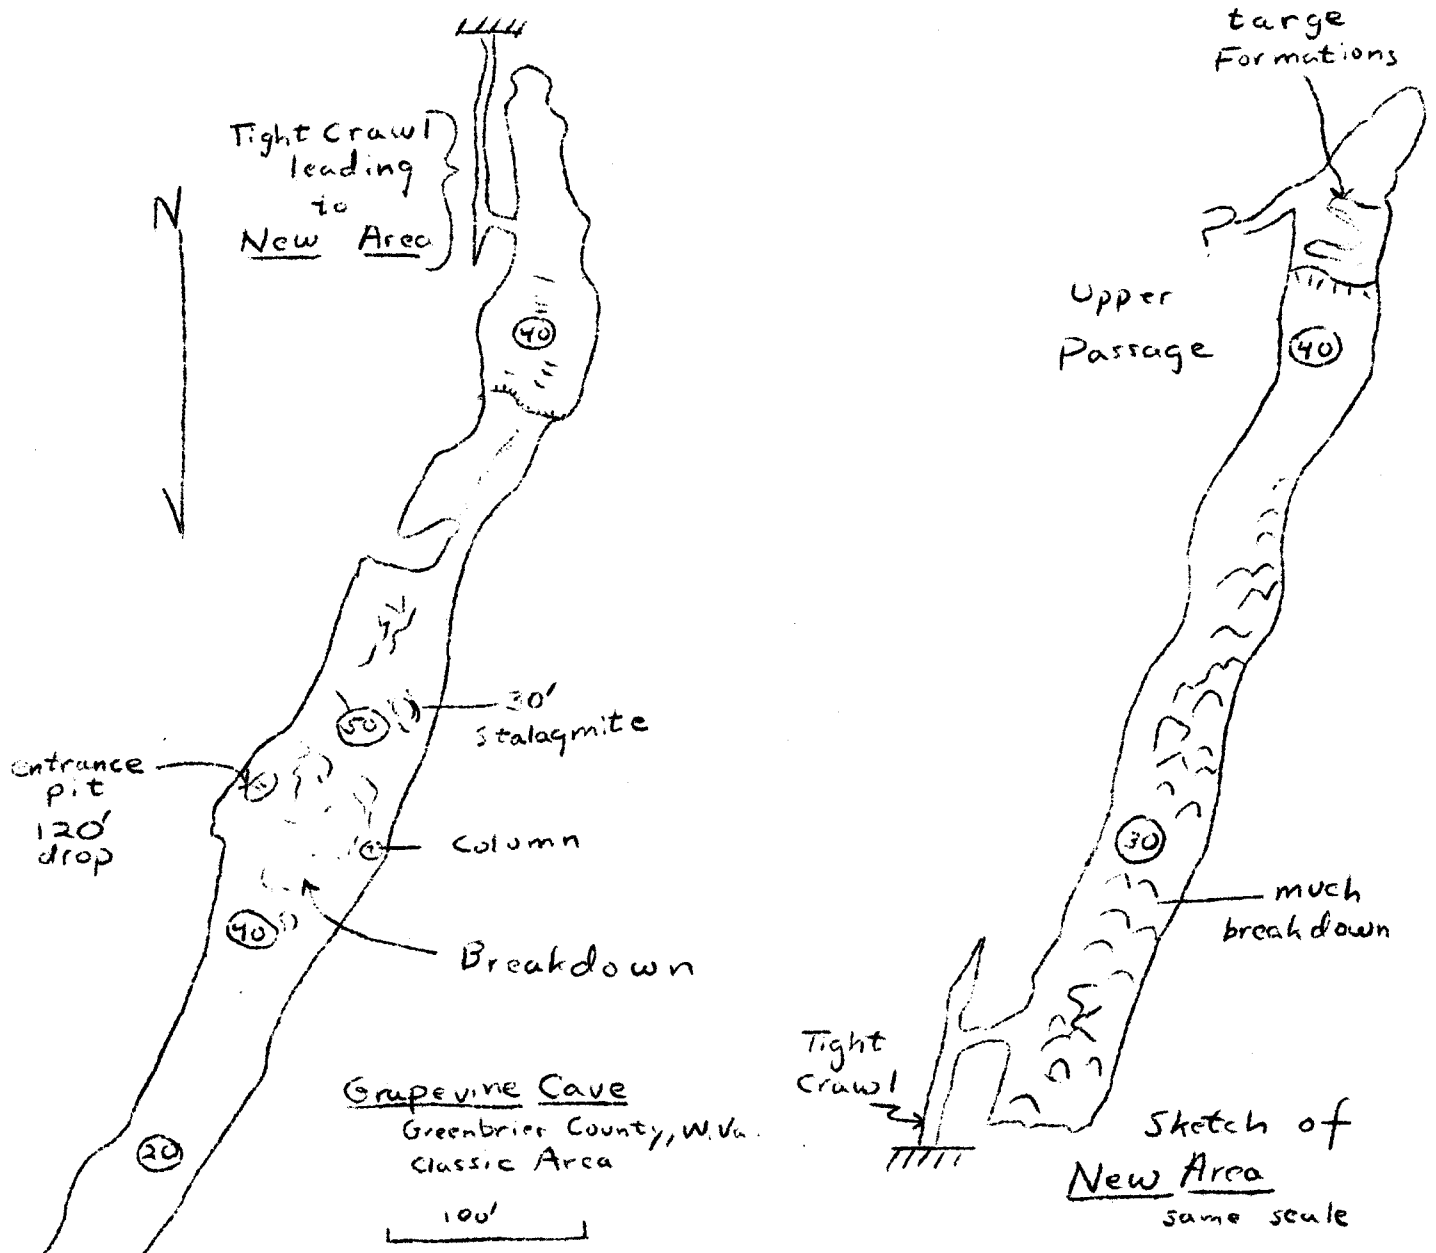 Tight Crawl
leading
to
New Area
N
40
50
30'
Stalagmite
entrance
pit
120'
drop
Column
40
Breakdown
Grapevine Cave
Greenbrier County, W.Va.
Classic Area
100'
20
targe
Formations
?
Upper
Passage
40
30
much
breakdown
Tight
Crawl
Sketch of
New Area
same scale